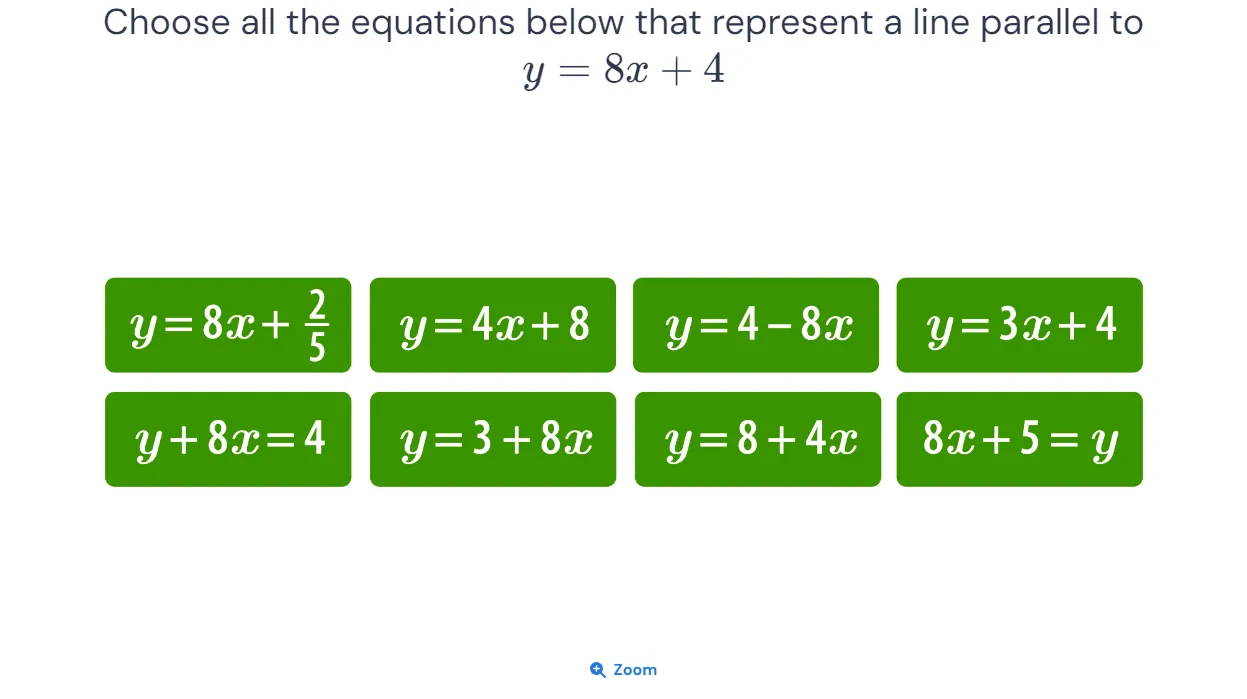 Choose all the equations below that represent a line parallel to
y = 8x + 4
y = 8x + 2/5
y = 4x + 8
y = 4 − 8x
y = 3x + 4
y + 8x = 4
y = 3 + 8x
y = 8 + 4x
8x + 5 = y
Zoom